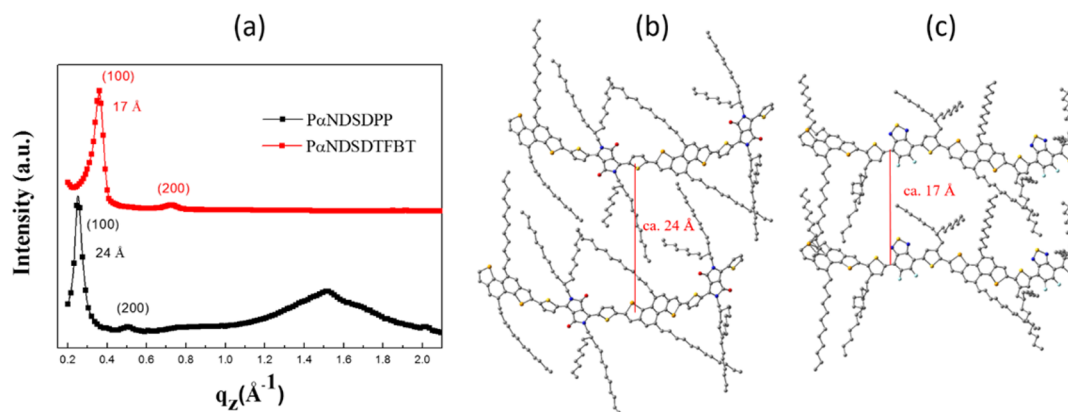 (a)
(b)
(c)
(100)
17 Å
(200)
PαNDSDPP
PαNDSDTFBT
(100)
24 Å
(200)
Intensity (a.u.)
0.2 0.4 0.6 0.8 1.0 1.2 1.4 1.6 1.8 2.0
qz(Å-1)
ca. 24 Å
ca. 17 Å